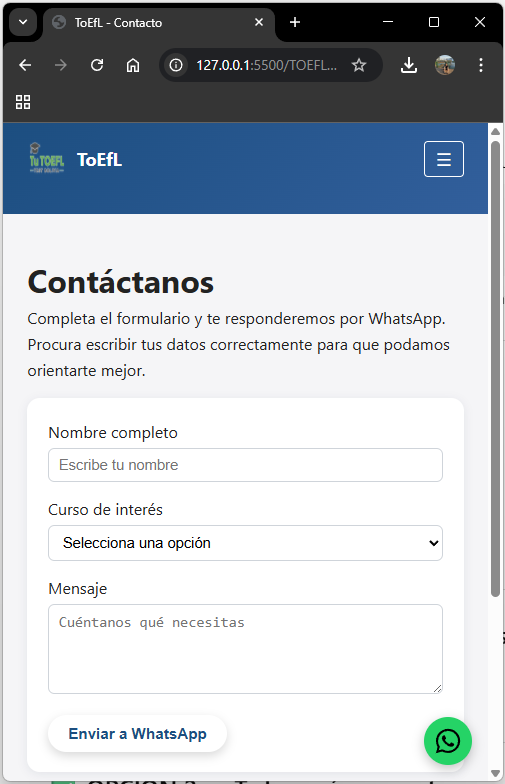 ToEfL - Contacto
127.0.0.1:5500/TOEFL...
Tu TOEFL
ToEfL
Contáctanos
Completa el formulario y te responderemos por WhatsApp.
Procura escribir tus datos correctamente para que podamos
orientarte mejor.
Nombre completo
Escribe tu nombre
Curso de interés
Selecciona una opción
Mensaje
Cuéntanos qué necesitas
Enviar a WhatsApp